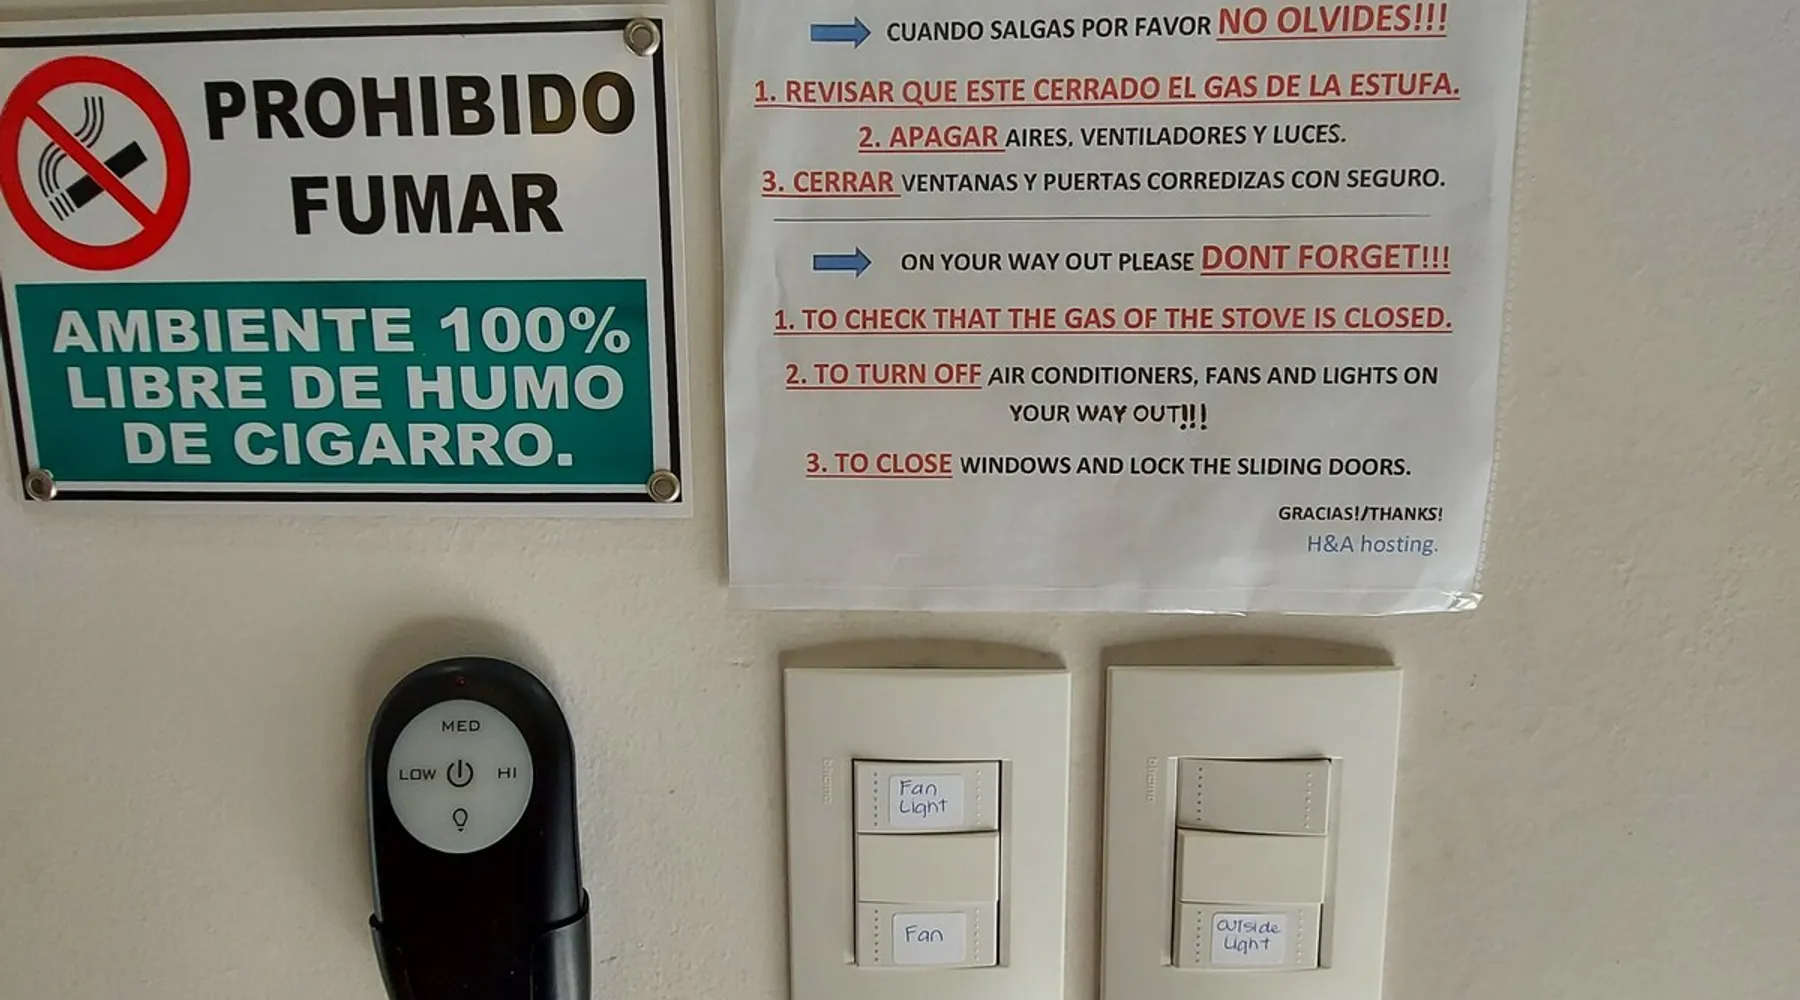 PROHIBIDO
FUMAR
AMBIENTE 100%
LIBRE DE HUMO
DE CIGARRO.
CUANDO SALGAS POR FAVOR NO OLVIDES!!!
1. REVISAR QUE ESTE CERRADO EL GAS DE LA ESTUFA.
2. APAGAR AIRES, VENTILADORES Y LUCES.
3. CERRAR VENTANAS Y PUERTAS CORREDIZAS CON SEGURO.
ON YOUR WAY OUT PLEASE DONT FORGET!!!
1. TO CHECK THAT THE GAS OF THE STOVE IS CLOSED.
2. TO TURN OFF AIR CONDITIONERS, FANS AND LIGHTS ON
YOUR WAY OUT!!!
3. TO CLOSE WINDOWS AND LOCK THE SLIDING DOORS.
GRACIAS!/THANKS!
H&A hosting.
MED
LOW HI
Fan
Light
Fan
outside
Light